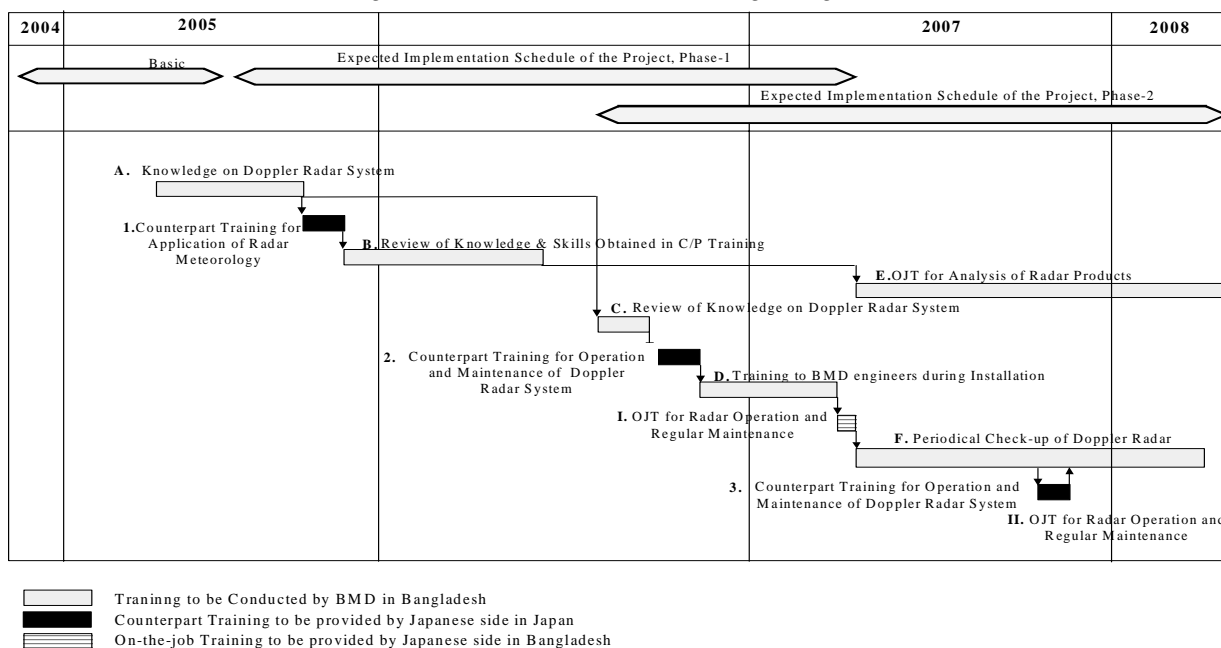 2004 2005 2007 2008
Basic
Expected Implementation Schedule of the Project, Phase-1
Expected Implementation Schedule of the Project, Phase-2
A. Knowledge on Doppler Radar System
1.Counterpart Training for
Application of Radar
Meteorology
B. Review of Knowledge & Skills Obtained in C/P Training
E.OJT for Analysis of Radar Products
C. Review of Knowledge on Doppler Radar System
2. Counterpart Training for Operation
and Maintenance of Doppler
Radar System
D. Training to BMD engineers during Installation
I. OJT for Radar Operation and
Regular Maintenance
F. Periodical Check-up of Doppler Radar
3. Counterpart Training for Operation and
Maintenance of Doppler Radar System
II. OJT for Radar Operation and
Regular Maintenance
Traninng to be Conducted by BMD in Bangladesh
Counterpart Training to be provided by Japanese side in Japan
On-the-job Training to be provided by Japanese side in Bangladesh